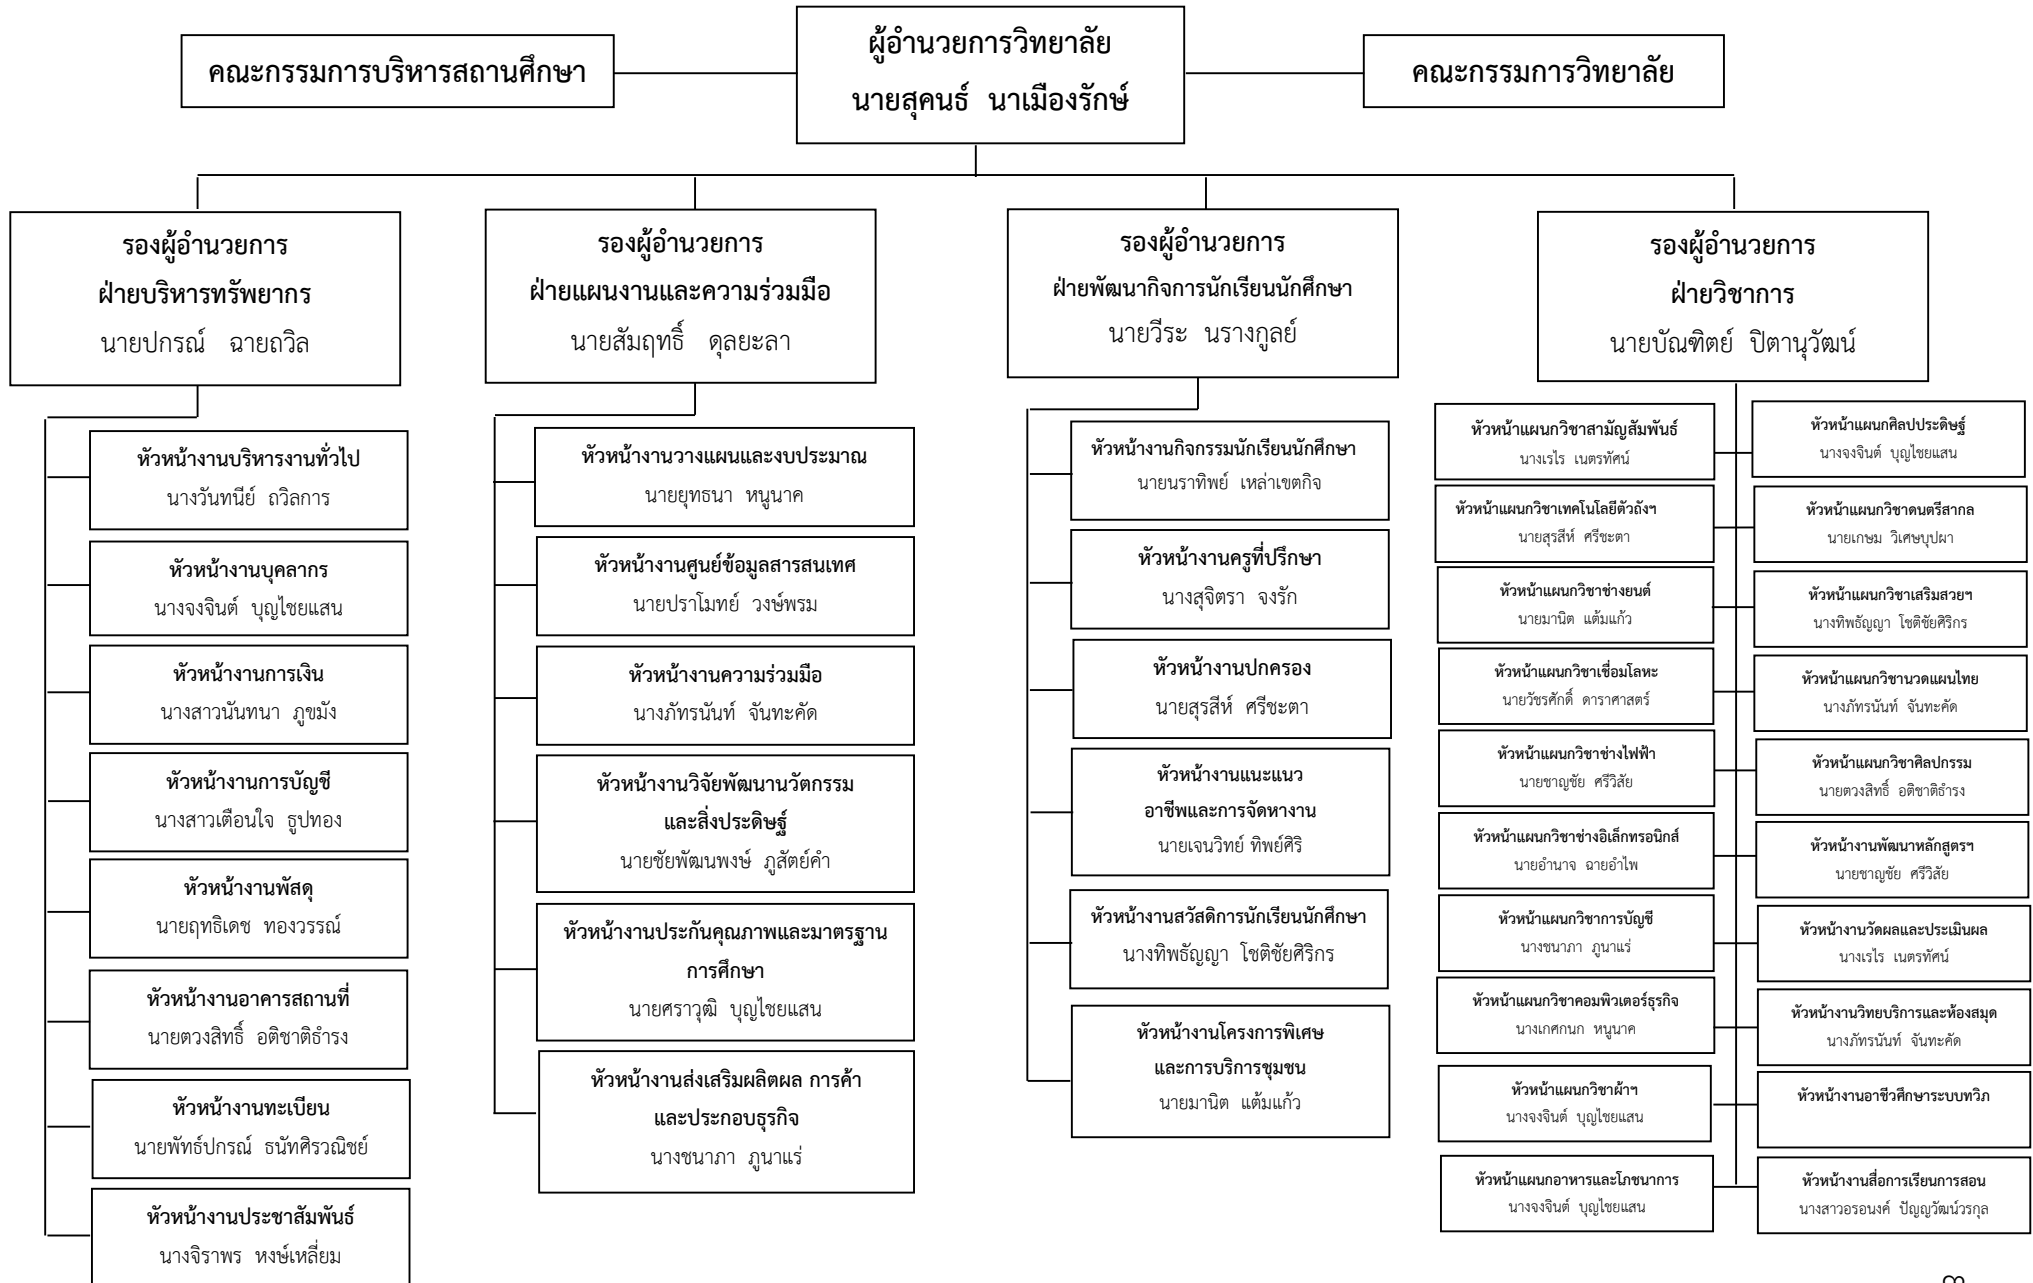 ผู้อำนวยการวิทยาลัย
นายสุคนธ์ นาเมืองรักษ์
คณะกรรมการบริหารสถานศึกษา
คณะกรรมการวิทยาลัย
รองผู้อำนวยการ
ฝ่ายบริหารทรัพยากร
นายปกรณ์ ฉายถวิล
หัวหน้างานบริหารงานทั่วไป
นางวันทนีย์ ถวิลการ
หัวหน้างานบุคลากร
นางจงจินต์ บุญไชยแสน
หัวหน้างานการเงิน
นางสาวนันทนา ภูขมัง
หัวหน้างานการบัญชี
นางสาวเตือนใจ ธูปทอง
หัวหน้างานพัสดุ
นายฤทธิเดช ทองวรรณ์
หัวหน้างานอาคารสถานที่
นายตวงสิทธิ์ อติชาติธำรง
หัวหน้างานทะเบียน
นายพัทธ์ปกรณ์ ธนัทศิรวณิชย์
หัวหน้างานประชาสัมพันธ์
นางจิราพร หงษ์เหลี่ยม
รองผู้อำนวยการ
ฝ่ายแผนงานและความร่วมมือ
นายสัมฤทธิ์ ดุลยะลา
หัวหน้างานวางแผนและงบประมาณ
นายยุทธนา หนูนาค
หัวหน้างานศูนย์ข้อมูลสารสนเทศ
นายปราโมทย์ วงษ์พรม
หัวหน้างานความร่วมมือ
นางภัทรนันท์ จันทะคัด
หัวหน้างานวิจัยพัฒนานวัตกรรม
และสิ่งประดิษฐ์
นายชัยพัฒนพงษ์ ภูสัตย์คำ
หัวหน้างานประกันคุณภาพและมาตรฐาน
การศึกษา
นายศราวุฒิ บุญไชยแสน
หัวหน้างานส่งเสริมผลิตผล การค้า
และประกอบธุรกิจ
นางชนาภา ภูนาแร่
รองผู้อำนวยการ
ฝ่ายพัฒนากิจการนักเรียนนักศึกษา
นายวีระ นรางกูลย์
หัวหน้างานกิจกรรมนักเรียนนักศึกษา
นายนราทิพย์ เหล่าเขตกิจ
หัวหน้างานครูที่ปรึกษา
นางสุจิตรา จงรัก
หัวหน้างานปกครอง
นายสุรสีห์ ศรีชะตา
หัวหน้างานแนะแนว
อาชีพและการจัดหางาน
นายเจนวิทย์ ทิพย์ศิริ
หัวหน้างานสวัสดิการนักเรียนนักศึกษา
นางทิพธัญญา โชติชัยศิริกร
หัวหน้างานโครงการพิเศษ
และการบริการชุมชน
นายมานิต แต้มแก้ว
รองผู้อำนวยการ
ฝ่ายวิชาการ
นายบัณฑิตย์ ปิตานุวัฒน์
หัวหน้าแผนกวิชาสามัญสัมพันธ์
นางเรไร เนตรทัศน์
หัวหน้าแผนกวิชาเทคโนโลยีตัวถังฯ
นายสุรสีห์ ศรีชะตา
หัวหน้าแผนกวิชาช่างยนต์
นายมานิต แต้มแก้ว
หัวหน้าแผนกวิชาเชื่อมโลหะ
นายวัชรศักดิ์ ดาราศาสตร์
หัวหน้าแผนกวิชาช่างไฟฟ้า
นายชาญชัย ศรีวิสัย
หัวหน้าแผนกวิชาช่างอิเล็กทรอนิกส์
นายอำนาจ ฉายอำไพ
หัวหน้าแผนกวิชาการบัญชี
นางชนาภา ภูนาแร่
หัวหน้าแผนกวิชาคอมพิวเตอร์ธุรกิจ
นางเกศกนก หนูนาค
หัวหน้าแผนกวิชาผ้าฯ
นางจงจินต์ บุญไชยแสน
หัวหน้าแผนกอาหารและโภชนาการ
นางจงจินต์ บุญไชยแสน
หัวหน้าแผนกศิลปประดิษฐ์
นางจงจินต์ บุญไชยแสน
หัวหน้าแผนกวิชาดนตรีสากล
นายเกษม วิเศษบุปผา
หัวหน้าแผนกวิชาเสริมสวยฯ
นางทิพธัญญา โชติชัยศิริกร
หัวหน้าแผนกวิชานวดแผนไทย
นางภัทรนันท์ จันทะคัด
หัวหน้าแผนกวิชาศิลปกรรม
นายตวงสิทธิ์ อติชาติธำรง
หัวหน้างานพัฒนาหลักสูตรฯ
นายชาญชัย ศรีวิสัย
หัวหน้างานวัดผลและประเมินผล
นางเรไร เนตรทัศน์
หัวหน้างานวิทยบริการและห้องสมุด
นางภัทรนันท์ จันทะคัด
หัวหน้างานอาชีวศึกษาระบบทวิภ
หัวหน้างานสื่อการเรียนการสอน
นางสาวอรอนงค์ ปัญญวัฒน์วรกุล